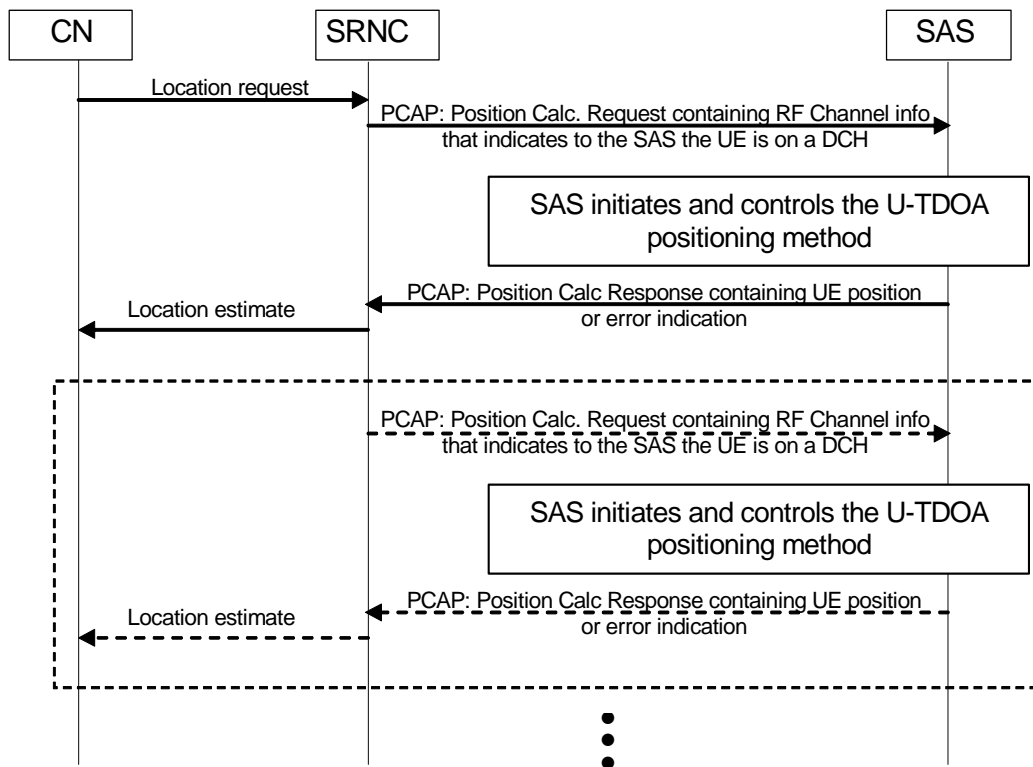 CN
SRNC
SAS
Location request
PCAP: Position Calc. Request containing RF Channel info
that indicates to the SAS the UE is on a DCH
SAS initiates and controls the U-TDOA
positioning method
PCAP: Position Calc Response containing UE position
or error indication
Location estimate
PCAP: Position Calc. Request containing RF Channel info
that indicates to the SAS the UE is on a DCH
SAS initiates and controls the U-TDOA
positioning method
PCAP: Position Calc Response containing UE position
or error indication
Location estimate